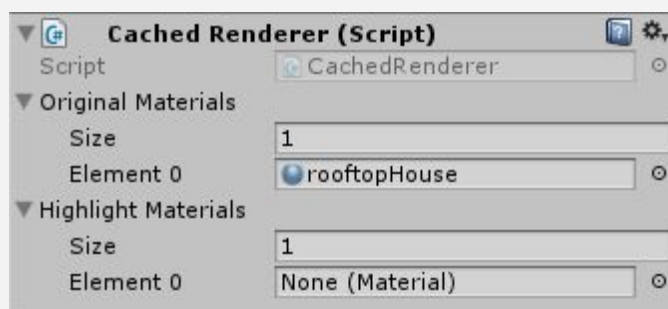 Cached Renderer (Script)
Script CachedRenderer
Original Materials
Size 1
Element 0 rooftopHouse
Highlight Materials
Size 1
Element 0 None (Material)